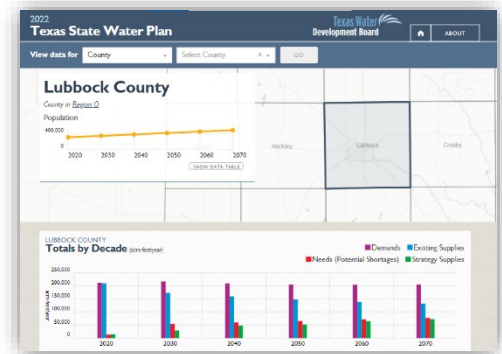 2022
Texas State Water Plan
Texas Water
Development Board
ABOUT
View data for County Select County × GO
Lubbock County
County in Region O
Population
400,000
0
2020 2030 2040 2050 2060 2070
SHOW DATA TABLE
Hockley Lubbock Crosby
LUBBOCK COUNTY
Totals by Decade (acre-feet/year)
Demands Existing Supplies
Needs (Potential Shortages) Strategy Supplies
250,000
200,000
150,000
100,000
50,000
0
2020 2030 2040 2050 2060 2070